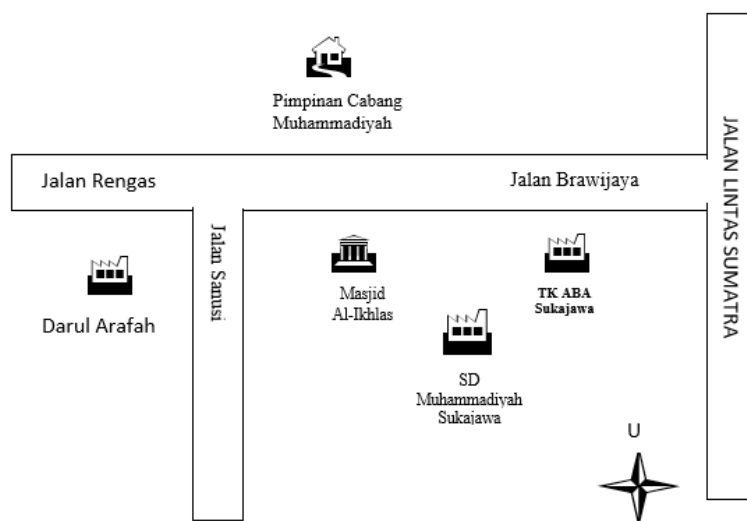 Pimpinan Cabang
Muhammadiyah
JALAN LINTAS SUMATRA
Jalan Rengas
Jalan Brawijaya
Jalan Sanusi
Masjid
Al-Ikhlas
TK ABA
Sukajawa
Darul Arafah
SD
Muhammadiyah
Sukajawa
U